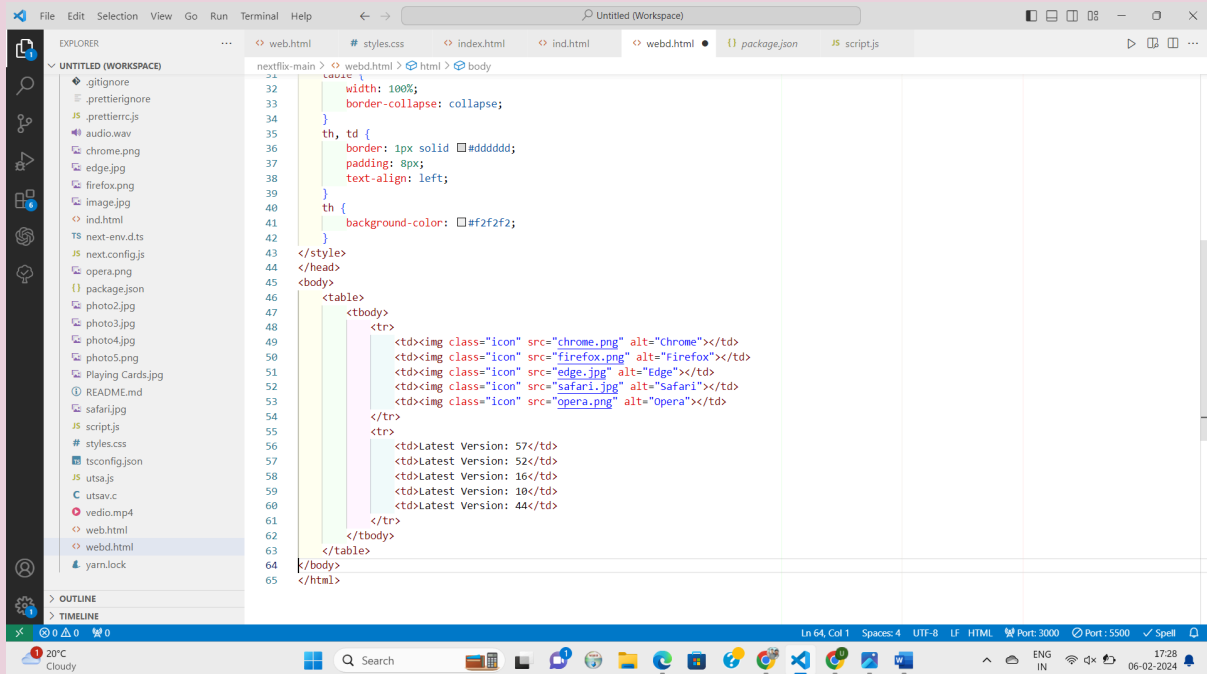 File Edit Selection View Go Run Terminal Help
Untitled (Workspace)
EXPLORER
web.html # styles.css index.html ind.html webd.html package.json JS script.js
UNTITLED (WORKSPACE)
nextflix-main > webd.html > html > body
.gitignore
.prettierignore
JS .prettierrc.js
audio.wav
chrome.png
edge.jpg
firefox.png
image.jpg
ind.html
TS next-env.d.ts
JS next.config.js
opera.png
package.json
photo2.jpg
photo3.jpg
photo4.jpg
photo5.png
Playing Cards.jpg
README.md
safari.jpg
JS script.js
# styles.css
tsconfig.json
JS utsa.js
C utsav.c
vedio.mp4
web.html
webd.html
yarn.lock
OUTLINE
TIMELINE
31 table {
32 width: 100%;
33 border-collapse: collapse;
34 }
35 th, td {
36 border: 1px solid #dddddd;
37 padding: 8px;
38 text-align: left;
39 }
40 th {
41 background-color: #f2f2f2;
42 }
43 </style>
44 </head>
45 <body>
46 <table>
47 <tbody>
48 <tr>
49 <td><img class="icon" src="chrome.png" alt="Chrome"></td>
50 <td><img class="icon" src="firefox.png" alt="Firefox"></td>
51 <td><img class="icon" src="edge.jpg" alt="Edge"></td>
52 <td><img class="icon" src="safari.jpg" alt="Safari"></td>
53 <td><img class="icon" src="opera.png" alt="Opera"></td>
54 </tr>
55 <tr>
56 <td>Latest Version: 57</td>
57 <td>Latest Version: 52</td>
58 <td>Latest Version: 16</td>
59 <td>Latest Version: 10</td>
60 <td>Latest Version: 44</td>
61 </tr>
62 </tbody>
63 </table>
64 </body>
65 </html>
0 0 0 Ln 64, Col 1 Spaces: 4 UTF-8 LF HTML Port: 3000 Port : 5500 Spell
1 20°C
Cloudy
Search
ENG
IN
17:28
06-02-2024